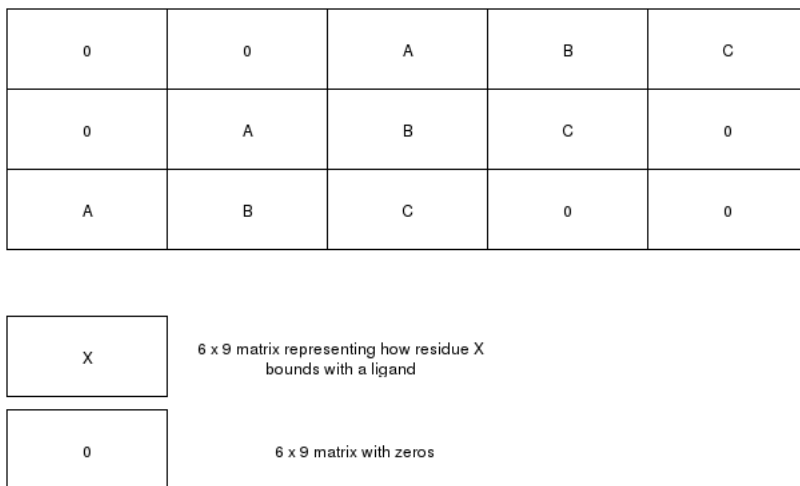 0 0 A B C
0 A B C 0
A B C 0 0
X
6 x 9 matrix representing how residue X
bounds with a ligand
0
6 x 9 matrix with zeros